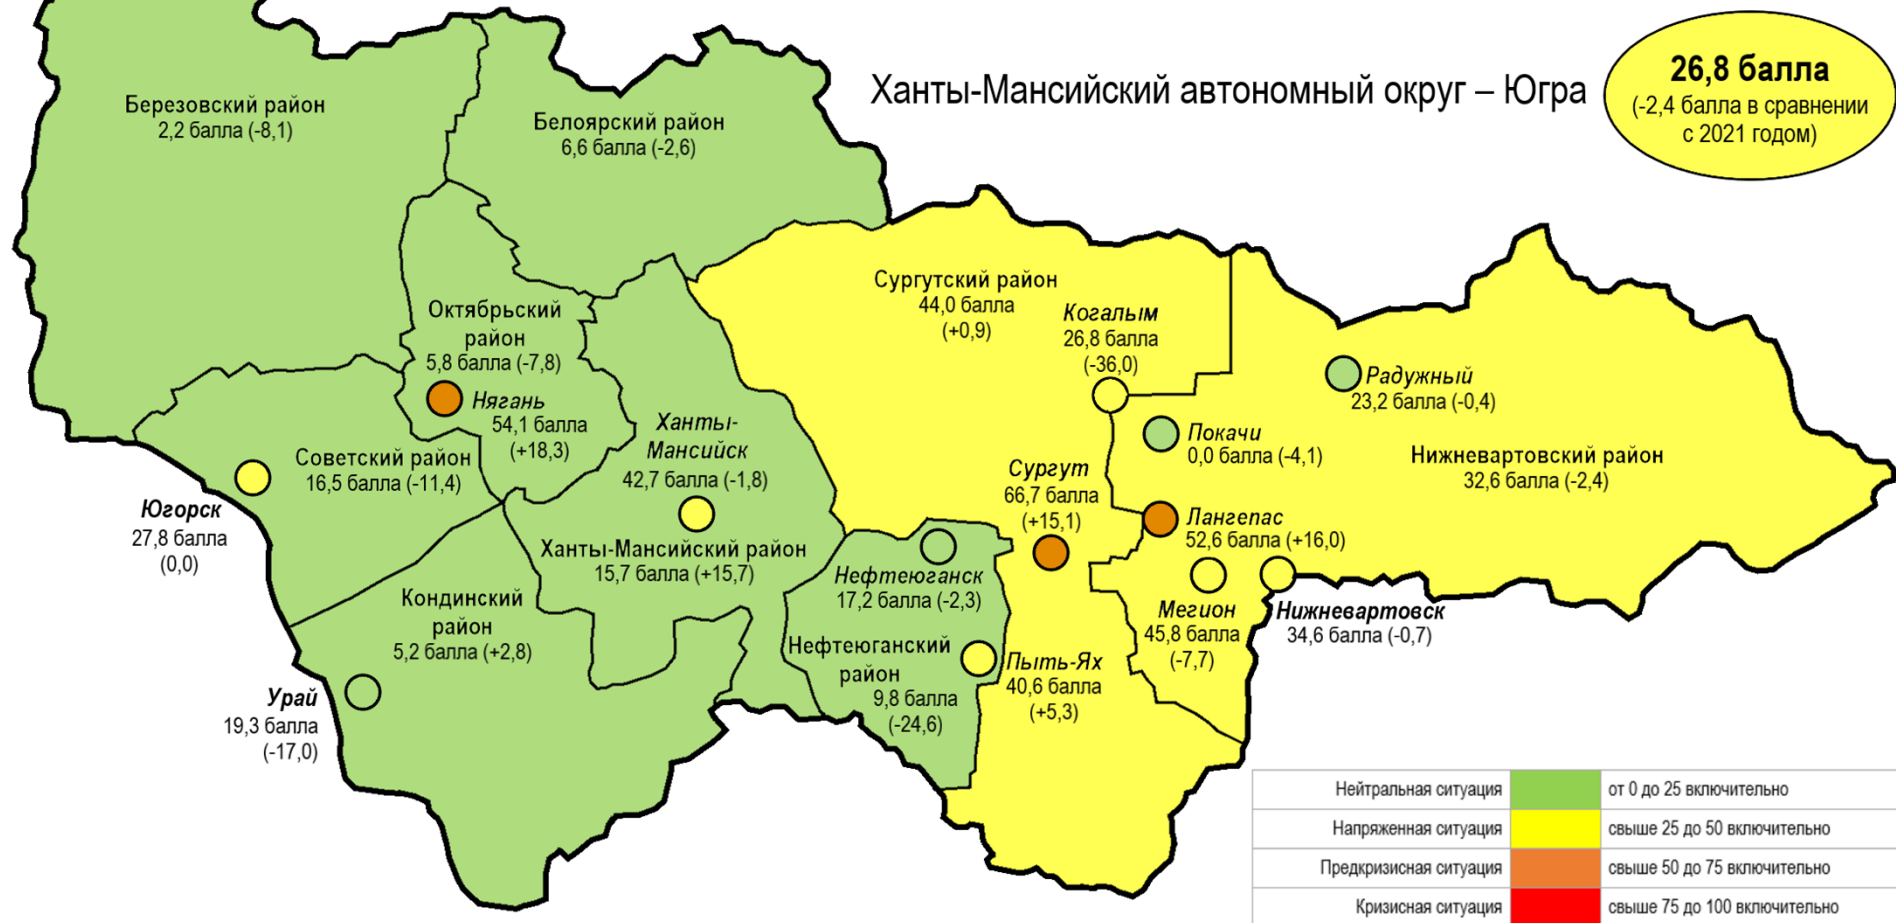 Ханты-Мансийский автономный округ – Югра
26,8 балла
(-2,4 балла в сравнении
с 2021 годом)
Березовский район
2,2 балла (-8,1)
Белоярский район
6,6 балла (-2,6)
Октябрьский
район
5,8 балла (-7,8)
Нягань
54,1 балла
(+18,3)
Советский район
16,5 балла (-11,4)
Югорск
27,8 балла
(0,0)
Ханты-
Мансийск
42,7 балла (-1,8)
Ханты-Мансийский район
15,7 балла (+15,7)
Кондинский
район
5,2 балла (+2,8)
Урай
19,3 балла
(-17,0)
Сургутский район
44,0 балла
(+0,9)
Когалым
26,8 балла
(-36,0)
Радужный
23,2 балла (-0,4)
Покачи
0,0 балла (-4,1)
Нижневартовский район
32,6 балла (-2,4)
Сургут
66,7 балла
(+15,1)
Лангепас
52,6 балла (+16,0)
Нефтеюганск
17,2 балла (-2,3)
Нефтеюганский
район
9,8 балла
(-24,6)
Пыть-Ях
40,6 балла
(+5,3)
Мегион
45,8 балла
(-7,7)
Нижневартовск
34,6 балла (-0,7)
Нейтральная ситуация от 0 до 25 включительно
Напряженная ситуация свыше 25 до 50 включительно
Предкризисная ситуация свыше 50 до 75 включительно
Кризисная ситуация свыше 75 до 100 включительно